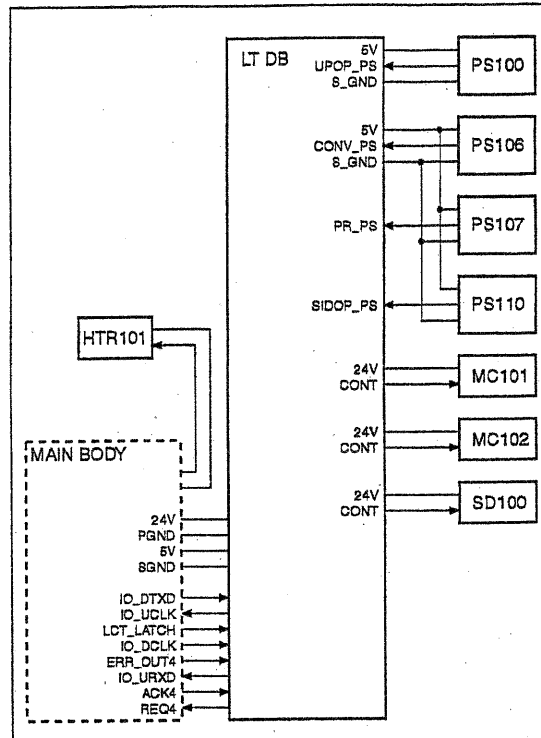 LT DB
5V
UPOP_PS
S_GND
PS100
5V
CONV_PS
S_GND
PS106
PR_PS
PS107
SIDOP_PS
PS110
HTR101
24V
CONT
MC101
24V
CONT
MC102
24V
CONT
SD100
MAIN BODY
24V
PGND
5V
SGND
IO_DTXD
IO_UCLK
LCT_LATCH
IO_DCLK
ERR_OUT4
IO_URXD
ACK4
REQ4